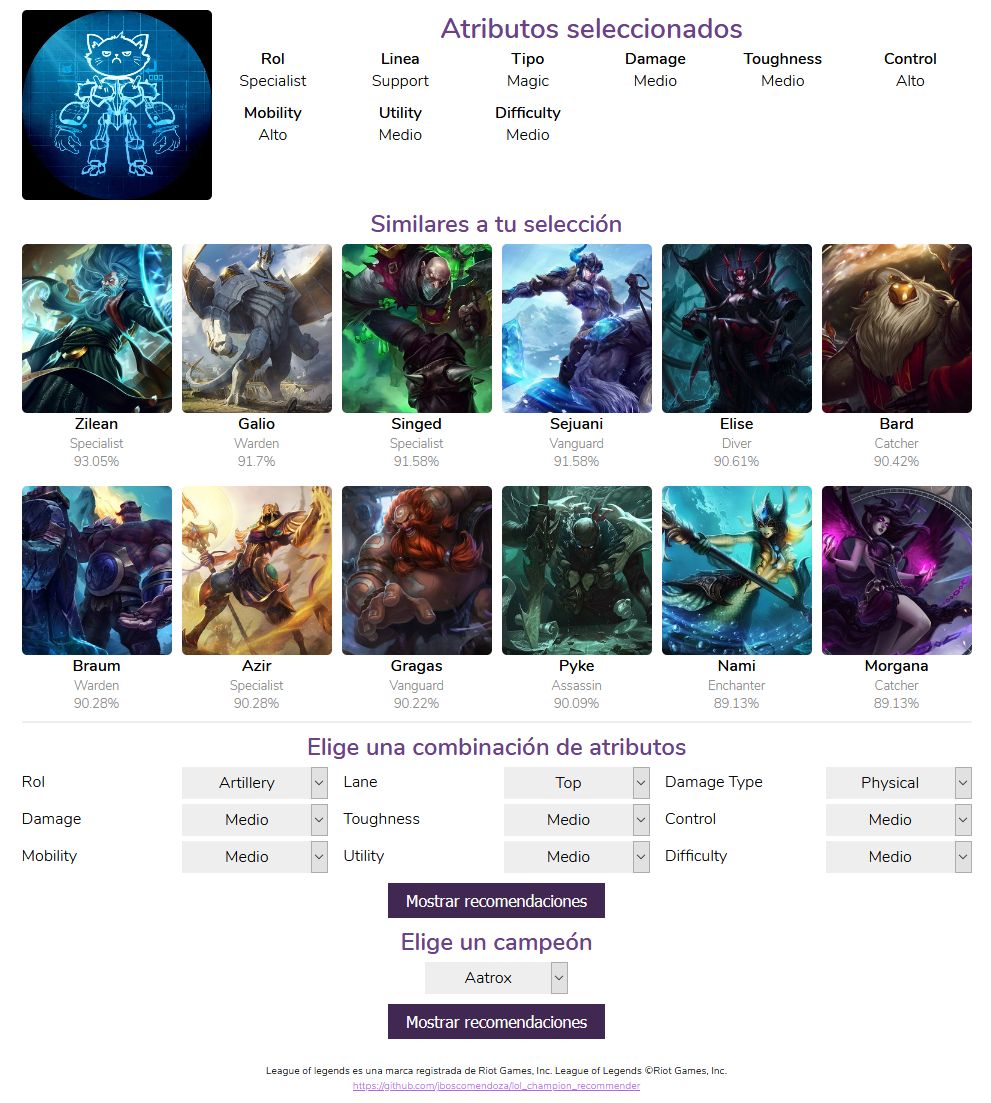 Atributos seleccionados
Rol Linea Tipo Damage Toughness Control
Specialist Support Magic Medio Medio Alto
Mobility Utility Difficulty
Alto Medio Medio
Similares a tu selección
Zilean Galio Singed Sejuani Elise Bard
Specialist Warden Specialist Vanguard Diver Catcher
93.05% 91.7% 91.58% 91.58% 90.61% 90.42%
Braum Azir Gragas Pyke Nami Morgana
Warden Specialist Vanguard Assassin Enchanter Catcher
90.28% 90.28% 90.22% 90.09% 89.13% 89.13%
Elige una combinación de atributos
Rol Artillery Lane Top Damage Type Physical
Damage Medio Toughness Medio Control Medio
Mobility Medio Utility Medio Difficulty Medio
Mostrar recomendaciones
Elige un campeón
Aatrox
Mostrar recomendaciones
League of legends es una marca registrada de Riot Games, Inc. League of Legends ©Riot Games, Inc.
https://github.com/jboscomendoza/lol_champion_recommender